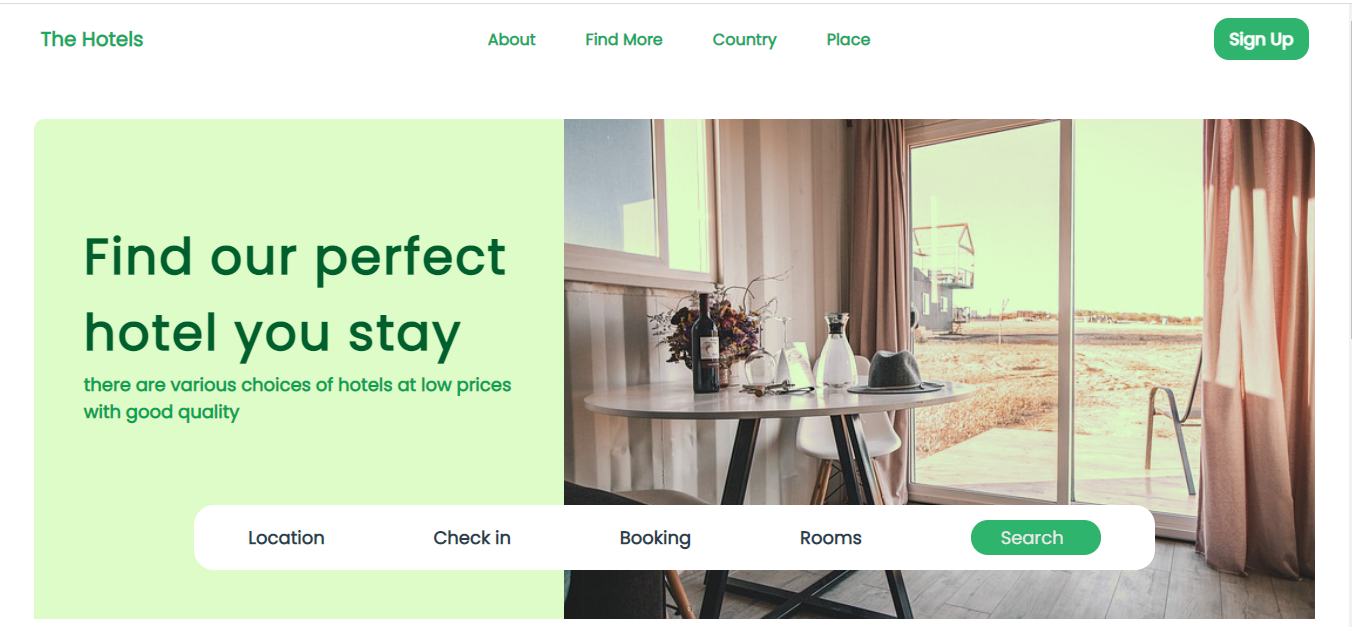 The Hotels
About
Find More
Country
Place
Sign Up
Find our perfect
hotel you stay
there are various choices of hotels at low prices
with good quality
Location
Check in
Booking
Rooms
Search